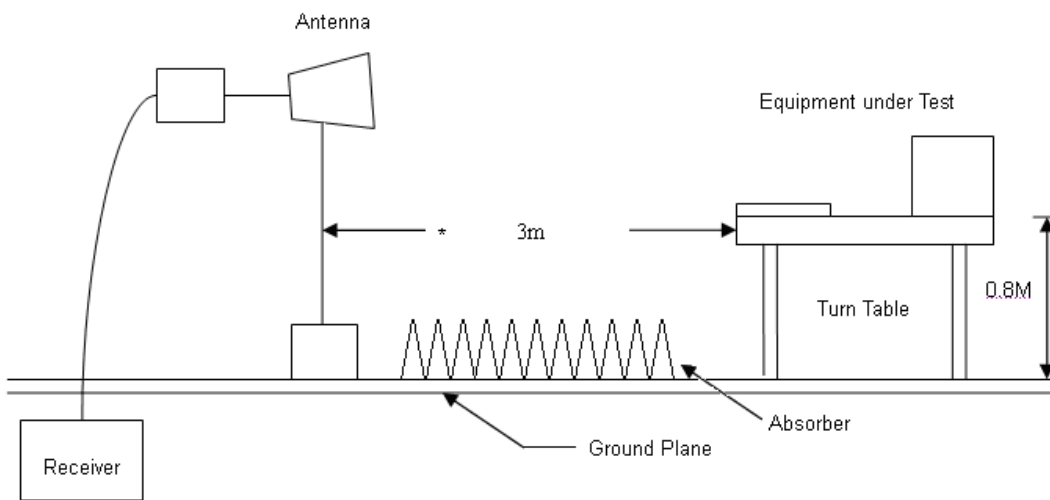 Antenna
Equipment under Test
* 3m
0.8M
Turn Table
Absorber
Ground Plane
Receiver